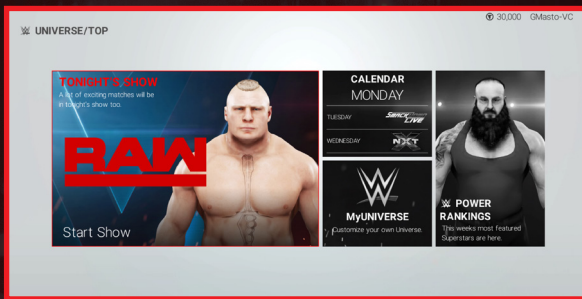 30,000 GMasto-VC
UNIVERSE/TOP
TONIGHT'S SHOW
A lot of exciting matches will be
in tonight's show too.
RAW
Start Show
CALENDAR
MONDAY
TUESDAY SMACKDOWN LIVE
WEDNESDAY NXT
MyUNIVERSE
Customize your own Universe.
POWER
RANKINGS
This weeks most featured
Superstars are here.